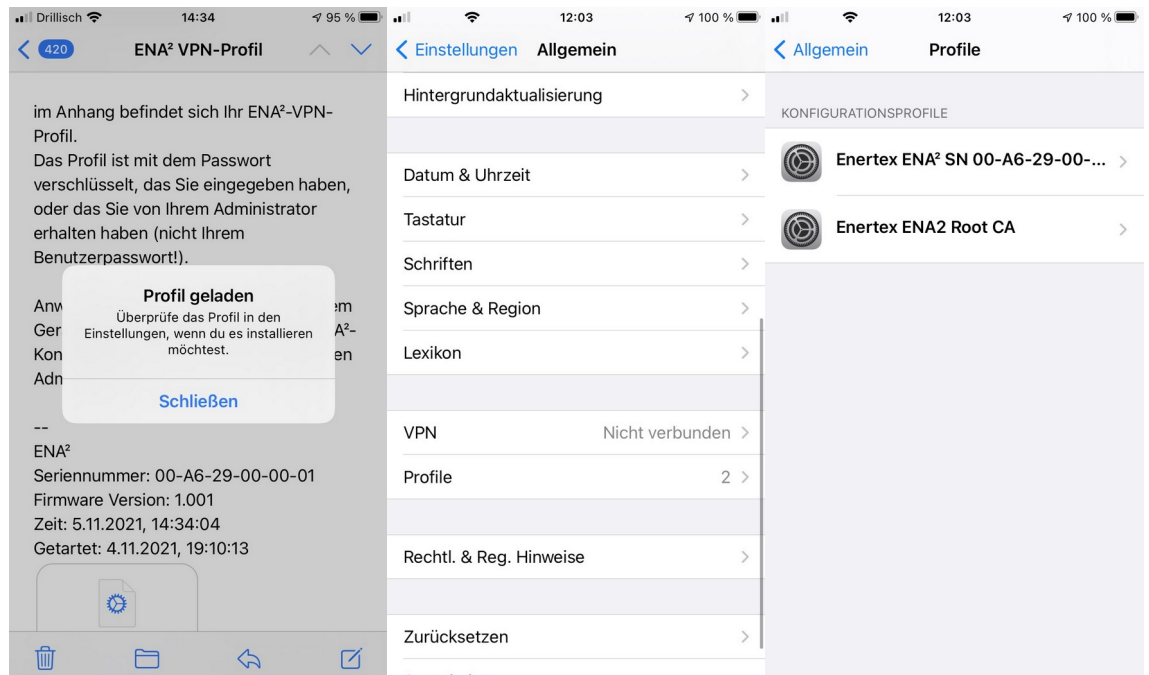 Drillisch 14:34 95 %
420 ENA² VPN-Profil
im Anhang befindet sich Ihr ENA²-VPN-
Profil.
Das Profil ist mit dem Passwort
verschlüsselt, das Sie eingegeben haben,
oder das Sie von Ihrem Administrator
erhalten haben (nicht Ihrem
Benutzerpasswort!).
Profil geladen
Überprüfe das Profil in den
Einstellungen, wenn du es installieren
möchtest.
Schließen
--
ENA²
Seriennummer: 00-A6-29-00-00-01
Firmware Version: 1.001
Zeit: 5.11.2021, 14:34:04
Getartet: 4.11.2021, 19:10:13
12:03 100 %
Einstellungen Allgemein
Hintergrundaktualisierung
Datum & Uhrzeit
Tastatur
Schriften
Sprache & Region
Lexikon
VPN Nicht verbunden
Profile 2
Rechtl. & Reg. Hinweise
Zurücksetzen
12:03 100 %
Allgemein Profile
KONFIGURATIONSPROFILE
Enertex ENA² SN 00-A6-29-00-...
Enertex ENA2 Root CA